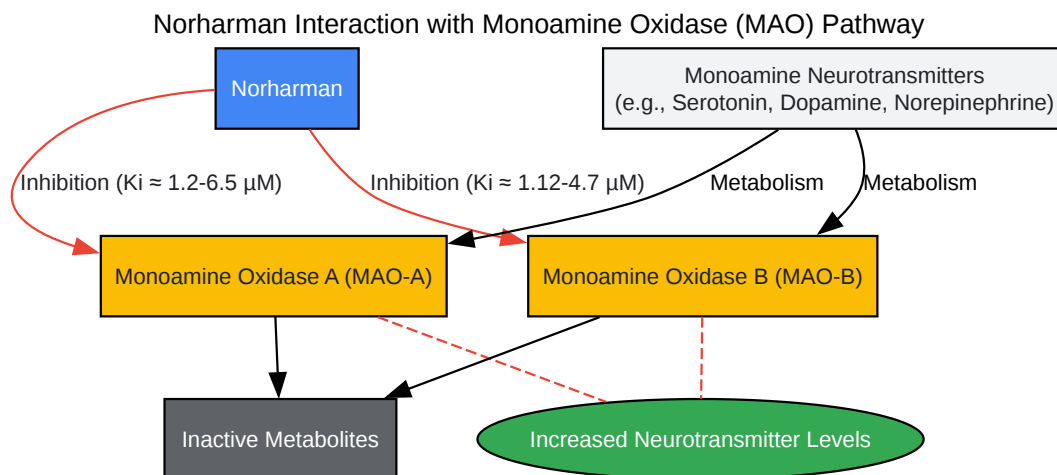 Norharman Interaction with Monoamine Oxidase (MAO) Pathway
Norharman
Monoamine Neurotransmitters
(e.g., Serotonin, Dopamine, Norepinephrine)
Inhibition (Ki ≈ 1.2-6.5 µM)
Inhibition (Ki ≈ 1.12-4.7 µM)
Metabolism
Metabolism
Monoamine Oxidase A (MAO-A)
Monoamine Oxidase B (MAO-B)
Inactive Metabolites
Increased Neurotransmitter Levels